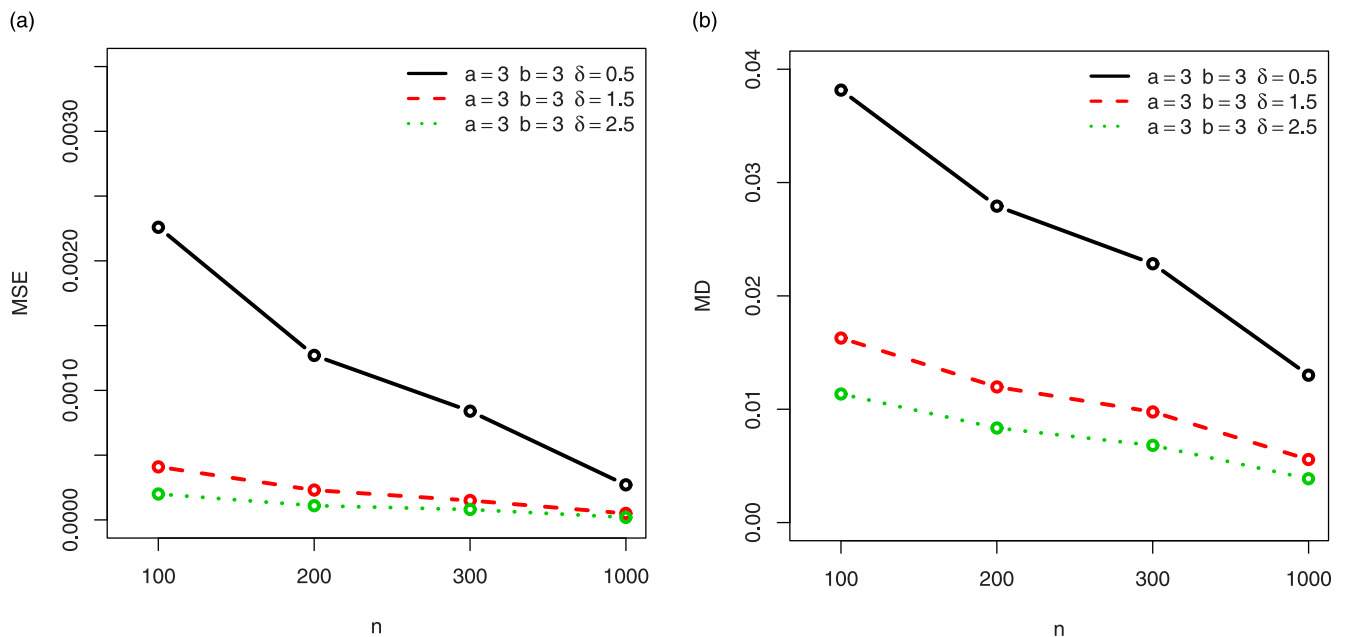 (a)
a = 3 b = 3 δ = 0.5
a = 3 b = 3 δ = 1.5
a = 3 b = 3 δ = 2.5
MSE
0.0030
0.0020
0.0010
0.0000
100 200 300 1000
n
(b)
a = 3 b = 3 δ = 0.5
a = 3 b = 3 δ = 1.5
a = 3 b = 3 δ = 2.5
MD
0.04
0.03
0.02
0.01
0.00
100 200 300 1000
n